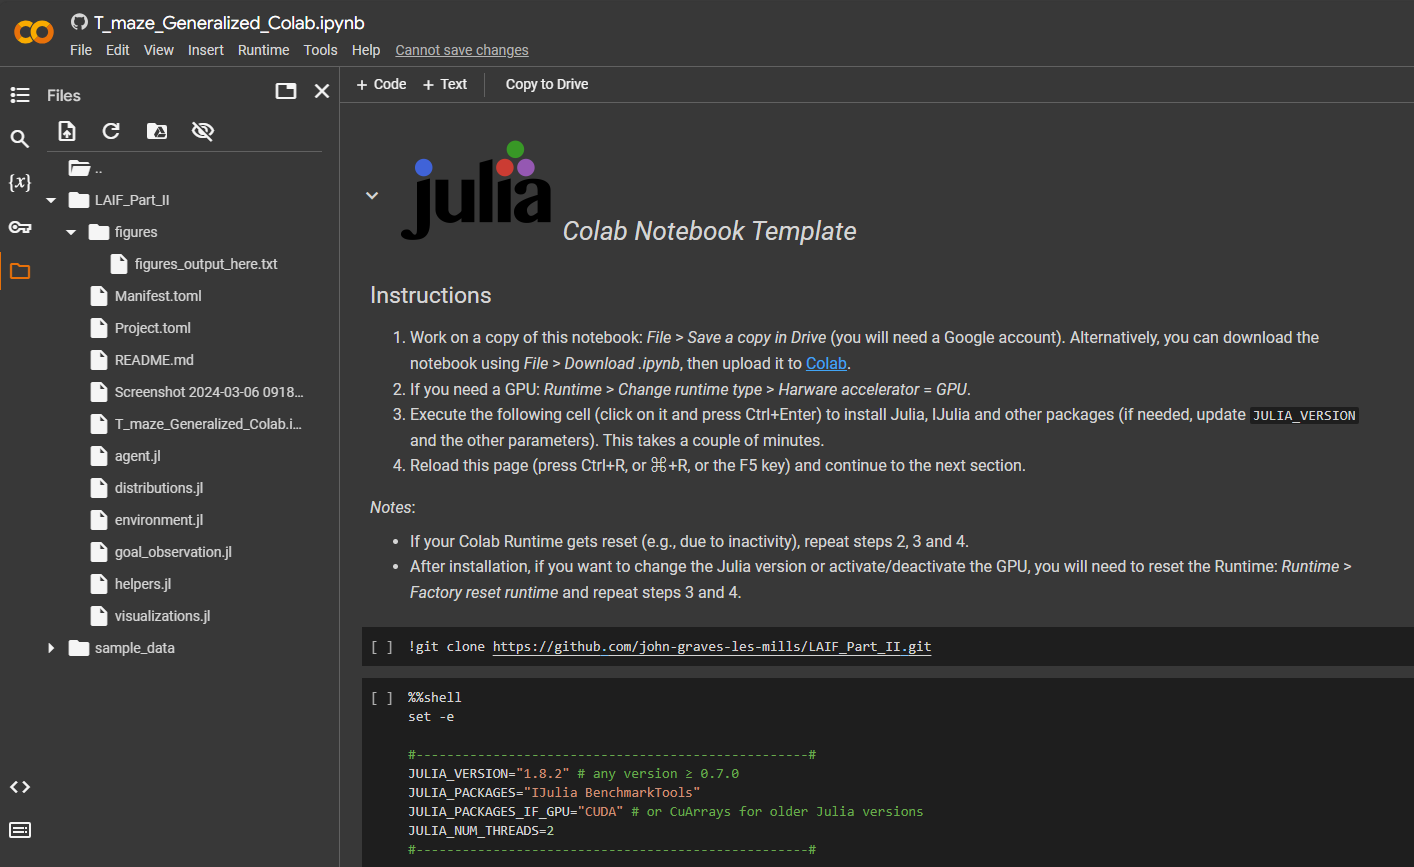 T_maze_Generalized_Colab.ipynb
File Edit View Insert Runtime Tools Help Cannot save changes
Files
+ Code + Text Copy to Drive
..
LAIF_Part_II
figures
figures_output_here.txt
Manifest.toml
Project.toml
README.md
Screenshot 2024-03-06 0918...
T_maze_Generalized_Colab.i...
agent.jl
distributions.jl
environment.jl
goal_observation.jl
helpers.jl
visualizations.jl
sample_data
{x}
julia
Colab Notebook Template
Instructions
1. Work on a copy of this notebook: File > Save a copy in Drive (you will need a Google account). Alternatively, you can download the
notebook using File > Download .ipynb, then upload it to Colab.
2. If you need a GPU: Runtime > Change runtime type > Harware accelerator = GPU.
3. Execute the following cell (click on it and press Ctrl+Enter) to install Julia, IJulia and other packages (if needed, update JULIA_VERSION
and the other parameters). This takes a couple of minutes.
4. Reload this page (press Ctrl+R, or ⌘+R, or the F5 key) and continue to the next section.
Notes:
• If your Colab Runtime gets reset (e.g., due to inactivity), repeat steps 2, 3 and 4.
• After installation, if you want to change the Julia version or activate/deactivate the GPU, you will need to reset the Runtime: Runtime >
Factory reset runtime and repeat steps 3 and 4.
[ ] !git clone https://github.com/john-graves-les-mills/LAIF_Part_II.git
[ ] %%shell
set -e
#---------------------------------------------------#
JULIA_VERSION="1.8.2" # any version ≥ 0.7.0
JULIA_PACKAGES="IJulia BenchmarkTools"
JULIA_PACKAGES_IF_GPU="CUDA" # or CuArrays for older Julia versions
JULIA_NUM_THREADS=2
#---------------------------------------------------#